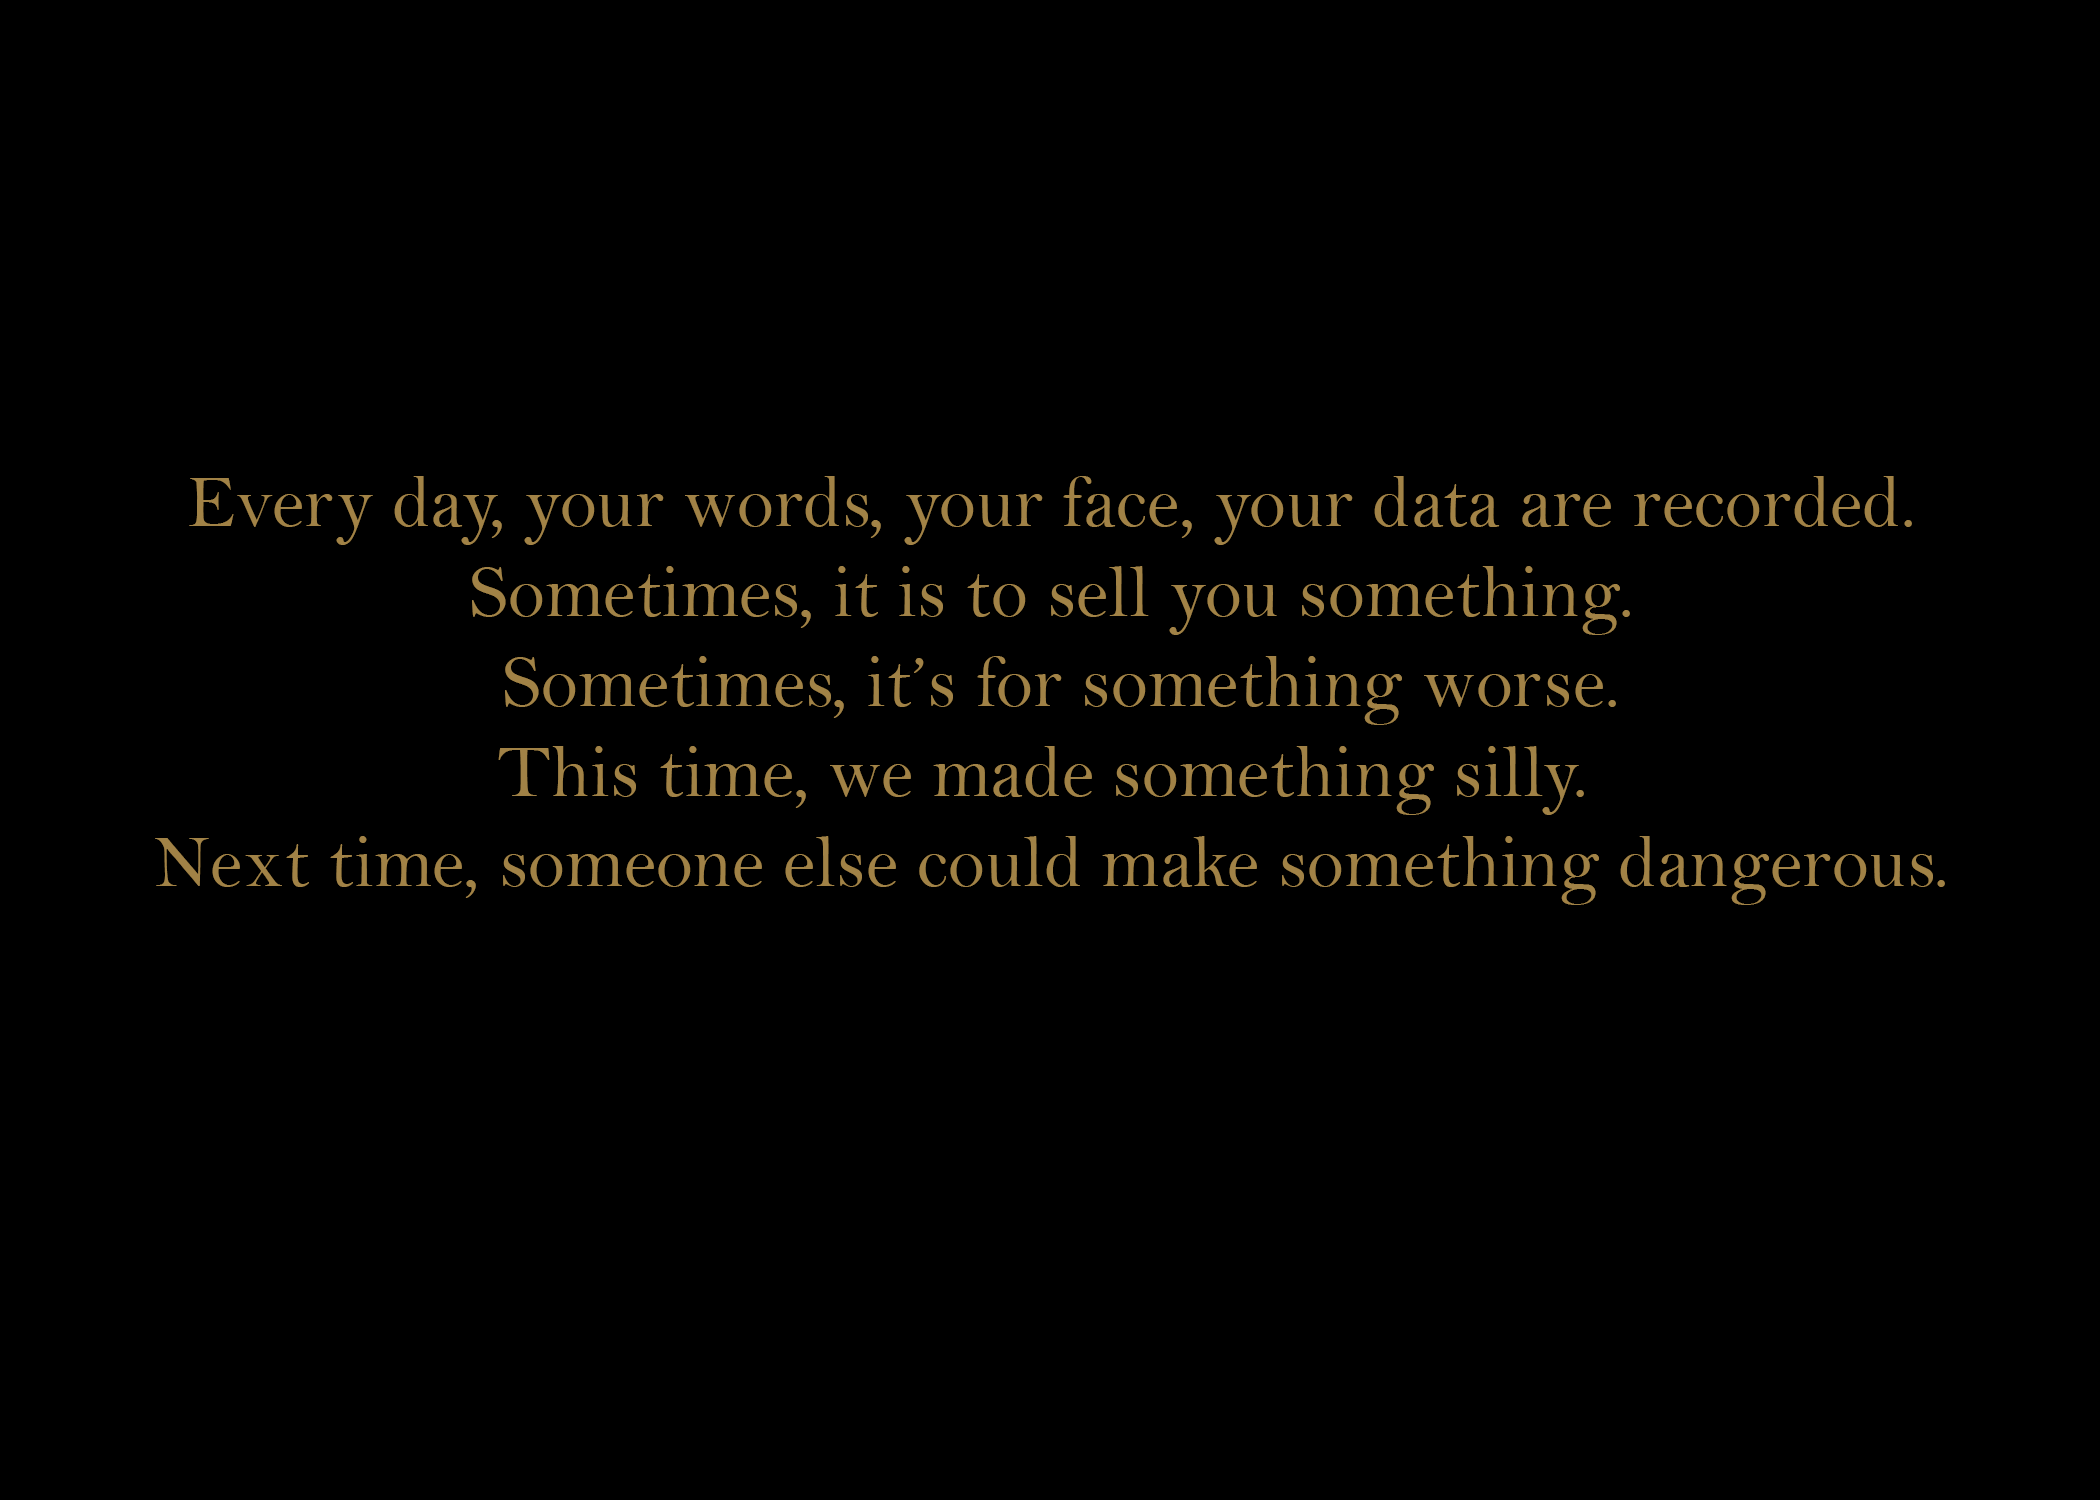 Every day, your words, your face, your data are recorded.
Sometimes, it is to sell you something.
Sometimes, it’s for something worse.
This time, we made something silly.
Next time, someone else could make something dangerous.